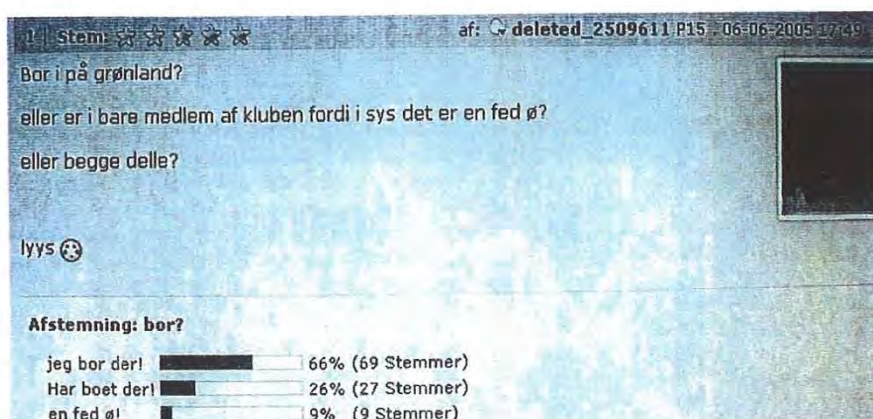 1 | Stem: af: deleted_2509611 P15, 06-06-2005 17:49
Bor i på grønland?
eller er i bare medlem af kluben fordi i sys det er en fed ø?
eller begge delle?
lyys
Afstemning: bor?
jeg bor der! 66% (69 Stemmer)
Har boet der! 26% (27 Stemmer)
en fed ø! 9% (9 Stemmer)